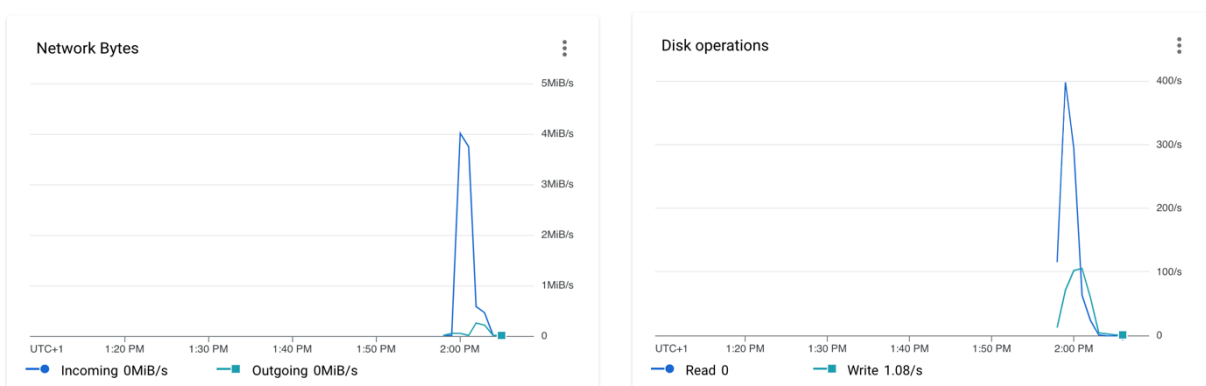 Network Bytes
5MiB/s
4MiB/s
3MiB/s
2MiB/s
1MiB/s
0
UTC+1 1:20 PM 1:30 PM 1:40 PM 1:50 PM 2:00 PM
Incoming 0MiB/s Outgoing 0MiB/s
Disk operations
400/s
300/s
200/s
100/s
0
UTC+1 1:20 PM 1:30 PM 1:40 PM 1:50 PM 2:00 PM
Read 0 Write 1.08/s